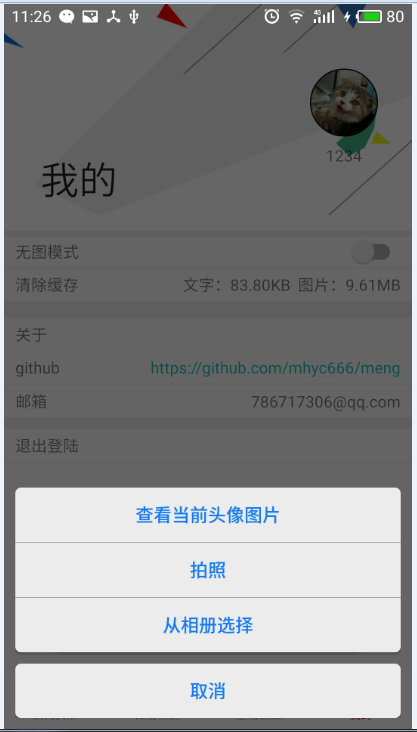 11:26
4G
80
1234
我的
无图模式
清除缓存 文字：83.80KB 图片：9.61MB
关于
github https://github.com/mhyc666/meng
邮箱 786717306@qq.com
退出登陆
查看当前头像图片
拍照
从相册选择
取消